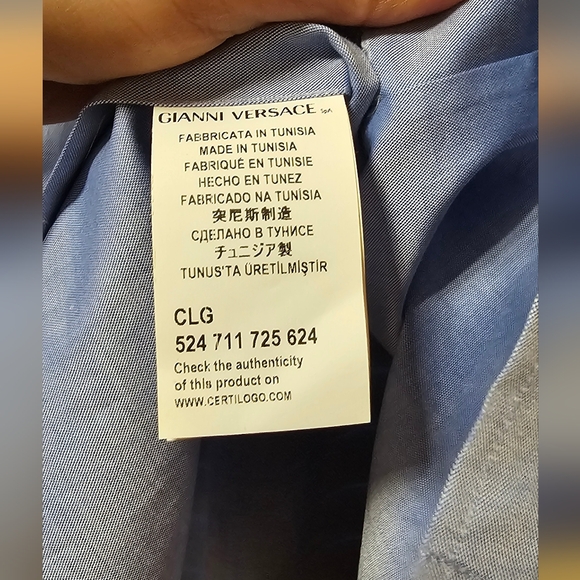 GIANNI VERSACE SpA
FABBRICATA IN TUNISIA
MADE IN TUNISIA
FABRIQUÉ EN TUNISIE
HECHO EN TUNEZ
FABRICADO NA TUNÍSIA
突尼斯制造
СДЕЛАНО В ТУНИСЕ
チュニジア製
TUNUS'TA ÜRETİLMİŞTİR
CLG
524 711 725 624
Check the authenticity
of this product on
WWW.CERTILOGO.COM